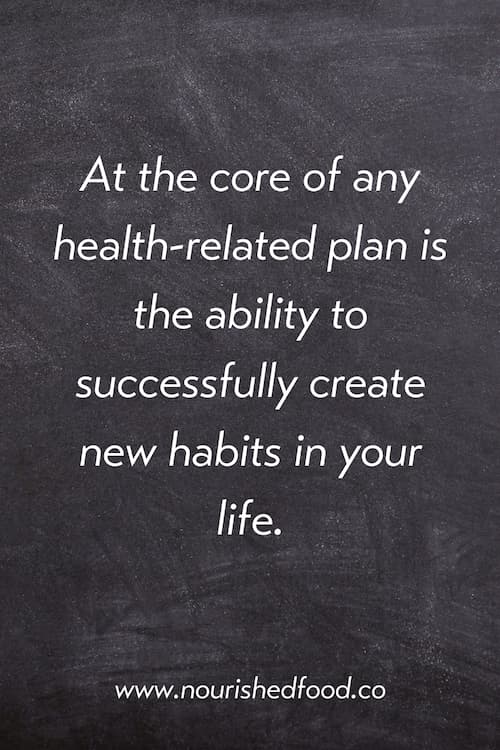 At the core of any
health-related plan is
the ability to
successfully create
new habits in your
life.
www.nourishedfood.co